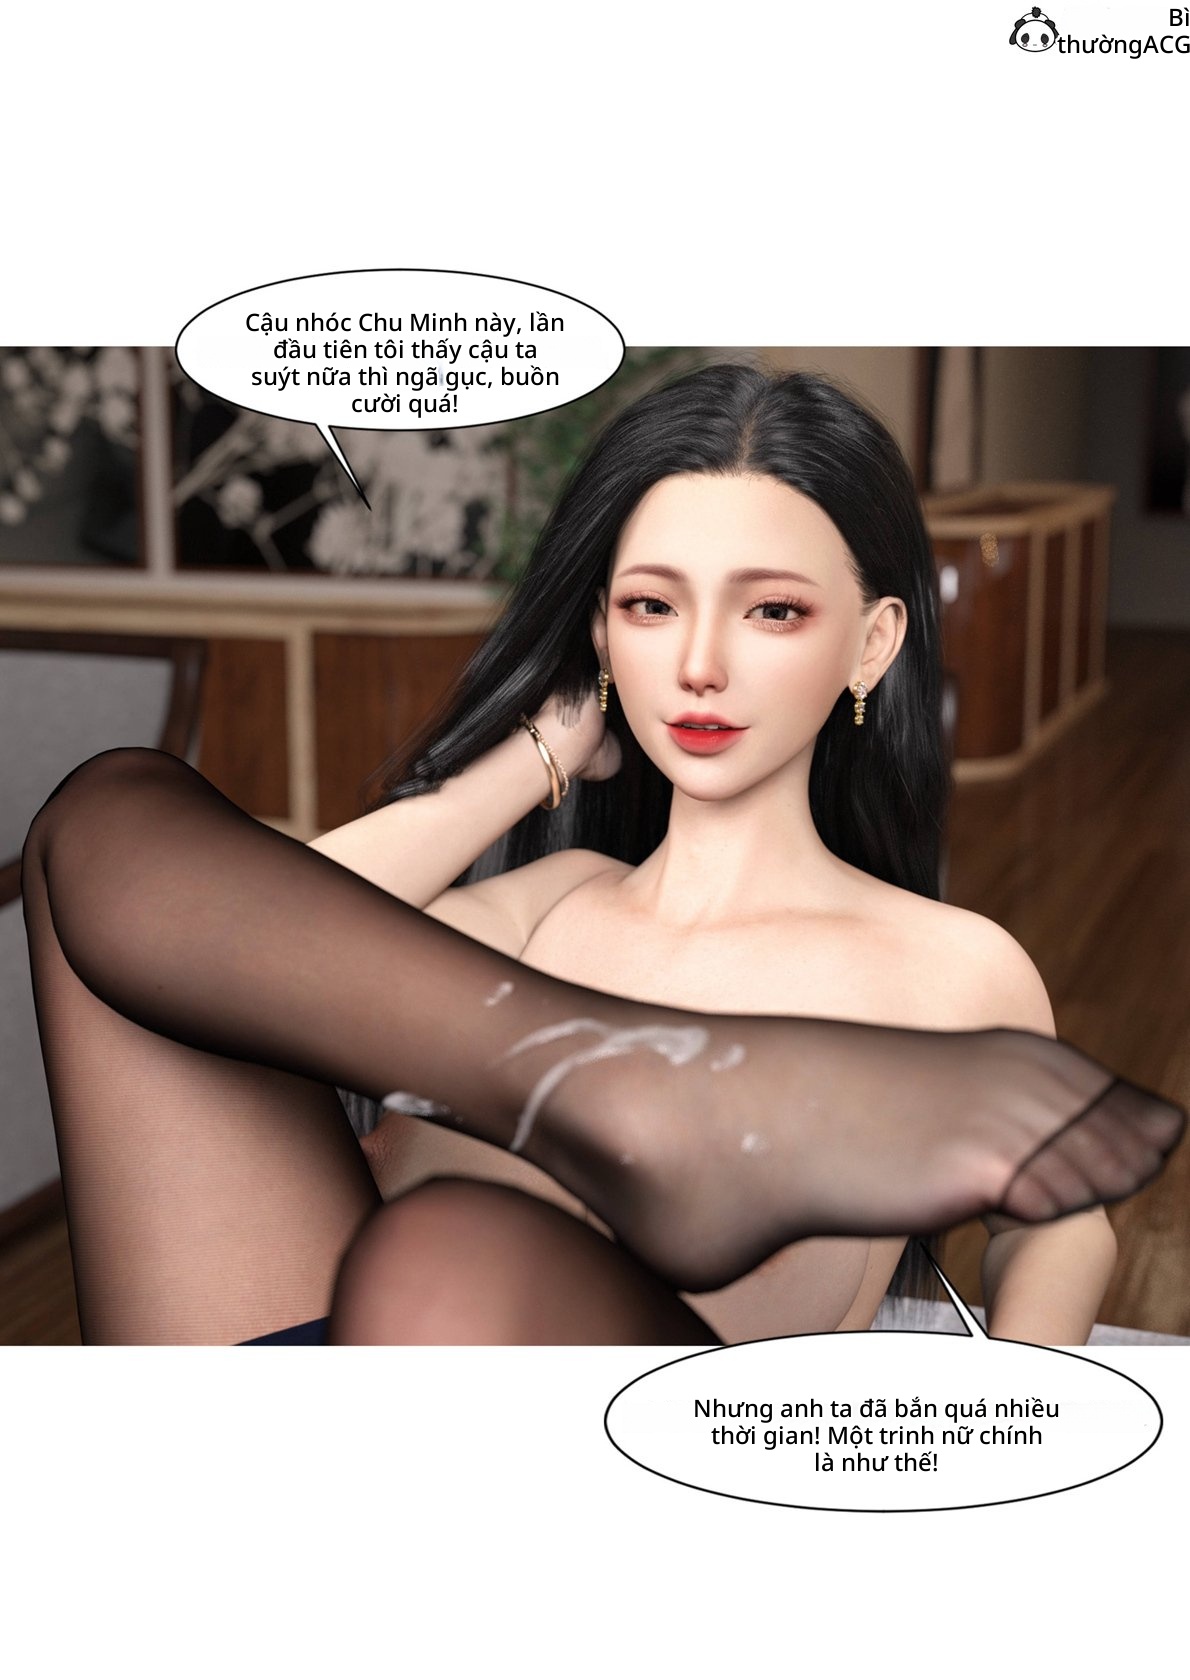 Bì
thườngACG
Cậu nhóc Chu Minh này, lần
đầu tiên tôi thấy cậu ta
suýt nữa thì ngã gục, buồn
cười quá!
Nhưng anh ta đã bắn quá nhiều
thời gian! Một trinh nữ chính
là như thế!